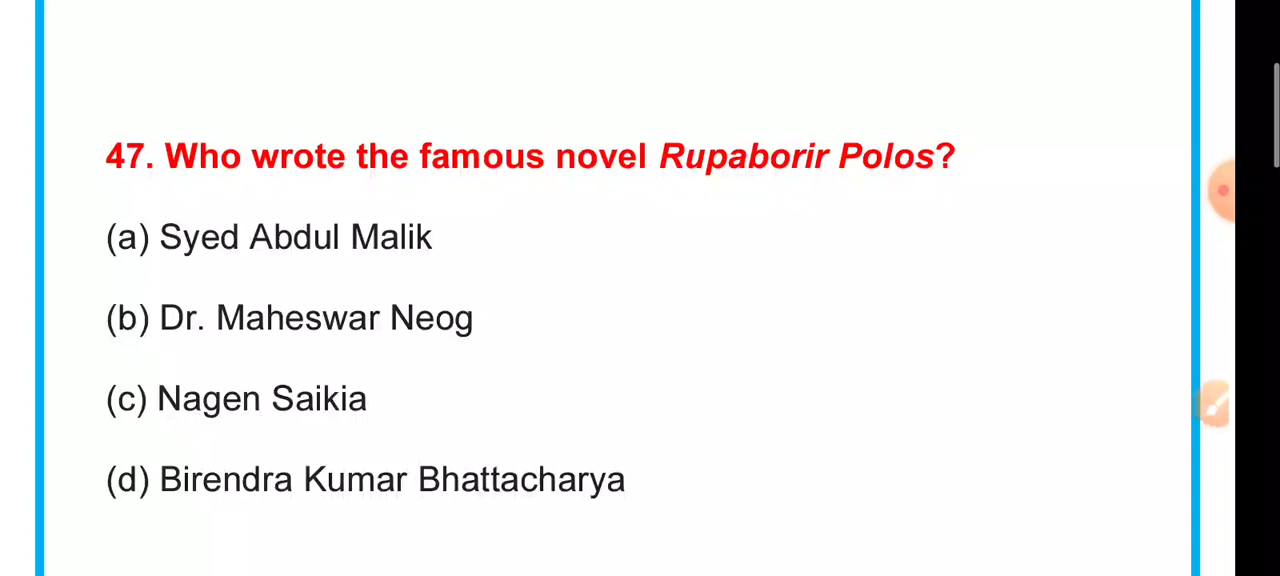 47. Who wrote the famous novel Rupaborir Polos?
(a) Syed Abdul Malik
(b) Dr. Maheswar Neog
(c) Nagen Saikia
(d) Birendra Kumar Bhattacharya